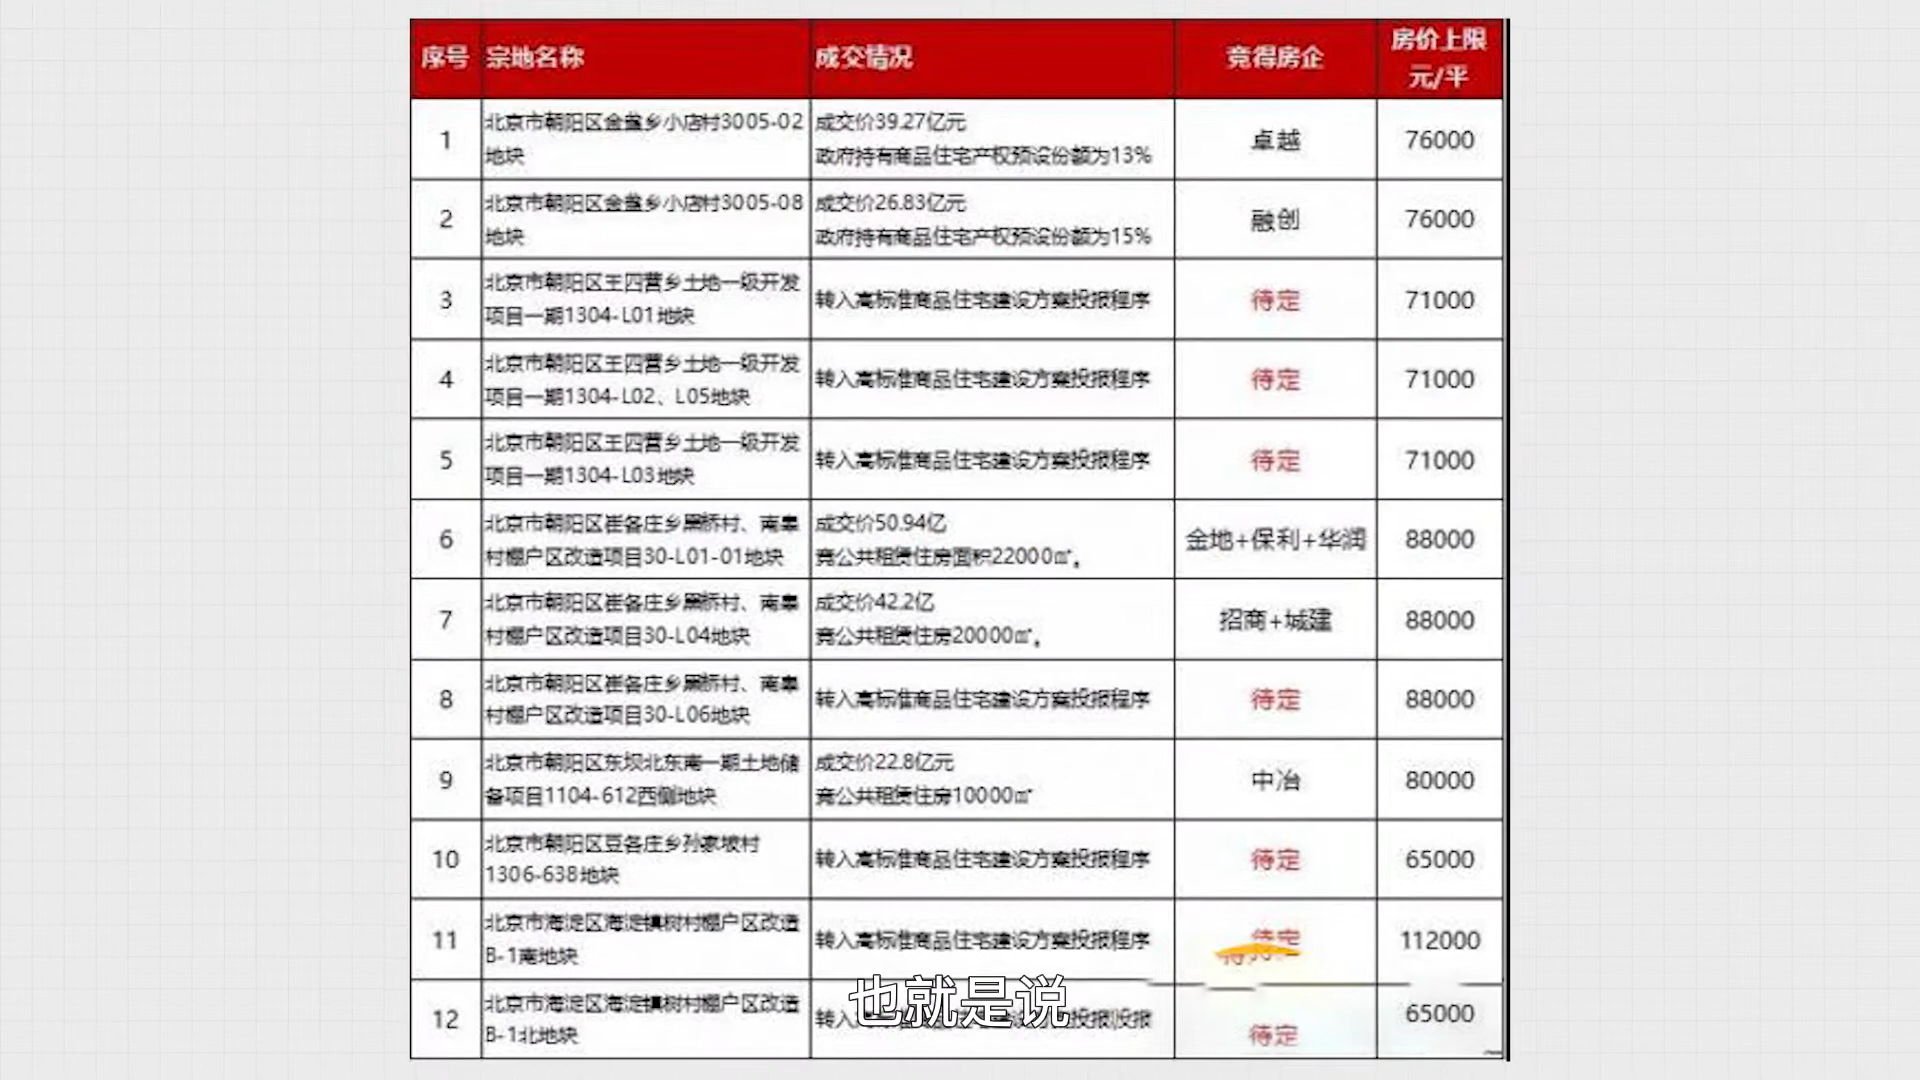 序号 宗地名称 成交情况 竞得房企 房价上限
元/平
1 北京市朝阳区金盏乡小店村3005-02
地块 成交价39.27亿元
政府持有商品住宅产权预设份额为13% 卓越 76000
2 北京市朝阳区金盏乡小店村3005-08
地块 成交价26.83亿元
政府持有商品住宅产权预设份额为15% 融创 76000
3 北京市朝阳区王四营乡土地一级开发
项目一期1304-L01地块 转入高标准商品住宅建设方案投报程序 待定 71000
4 北京市朝阳区王四营乡土地一级开发
项目一期1304-L02、L05地块 转入高标准商品住宅建设方案投报程序 待定 71000
5 北京市朝阳区王四营乡土地一级开发
项目一期1304-L03地块 转入高标准商品住宅建设方案投报程序 待定 71000
6 北京市朝阳区崔各庄乡黑桥村、南皋
村棚户区改造项目30-L01-01地块 成交价50.94亿
竞公共租赁住房面积22000㎡。 金地+保利+华润 88000
7 北京市朝阳区崔各庄乡黑桥村、南皋
村棚户区改造项目30-L04地块 成交价42.2亿
竞公共租赁住房20000㎡。 招商+城建 88000
8 北京市朝阳区崔各庄乡黑桥村、南皋
村棚户区改造项目30-L06地块 转入高标准商品住宅建设方案投报程序 待定 88000
9 北京市朝阳区东坝北东南一期土地储
备项目1104-612西侧地块 成交价22.8亿元
竞公共租赁住房10000㎡ 中冶 80000
10 北京市朝阳区豆各庄乡孙家坡村
1306-638地块 转入高标准商品住宅建设方案投报程序 待定 65000
11 北京市海淀区海淀镇树村棚户区改造
B-1南地块 转入高标准商品住宅建设方案投报程序 待定 112000
12 北京市海淀区海淀镇树村棚户区改造
B-1北地块 转入 待定 65000
也就是说